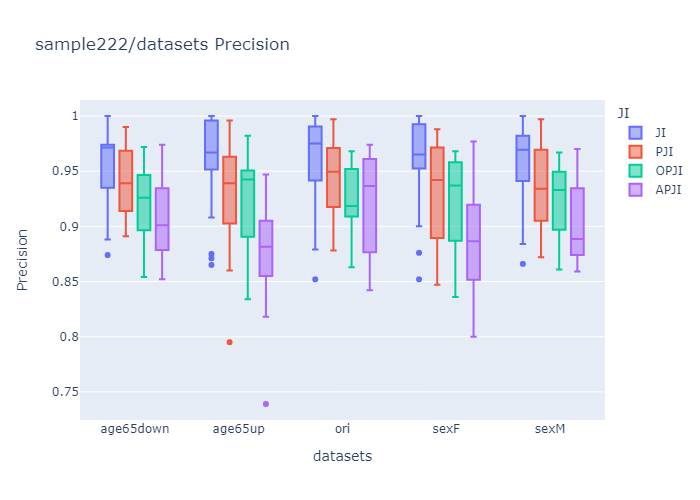 sample222/datasets Precision
JI
JI
PJI
OPJI
APJI
Precision
1
0.95
0.9
0.85
0.8
0.75
age65down age65up ori sexF sexM
datasets